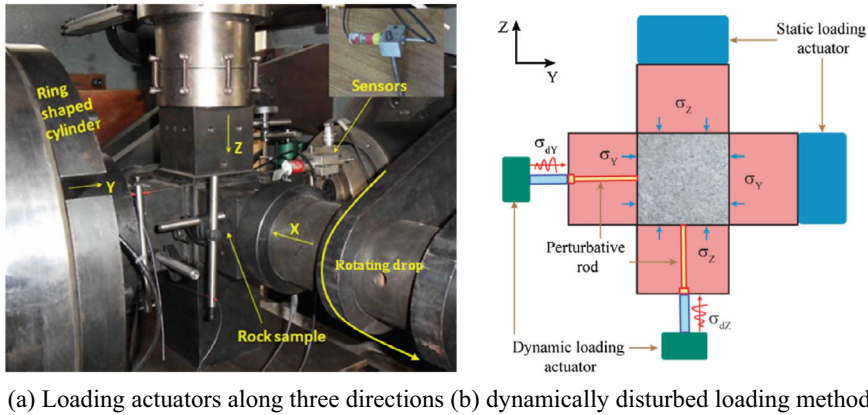 Ring
shaped
cylinder
Sensors
Z
Y
X
Rotating drop
Rock sample
Z
Y
Static loading
actuator
σZ
σdY
σY
σY
Perturbative
rod
σZ
σdZ
Dynamic loading
actuator
(a) Loading actuators along three directions (b) dynamically disturbed loading method